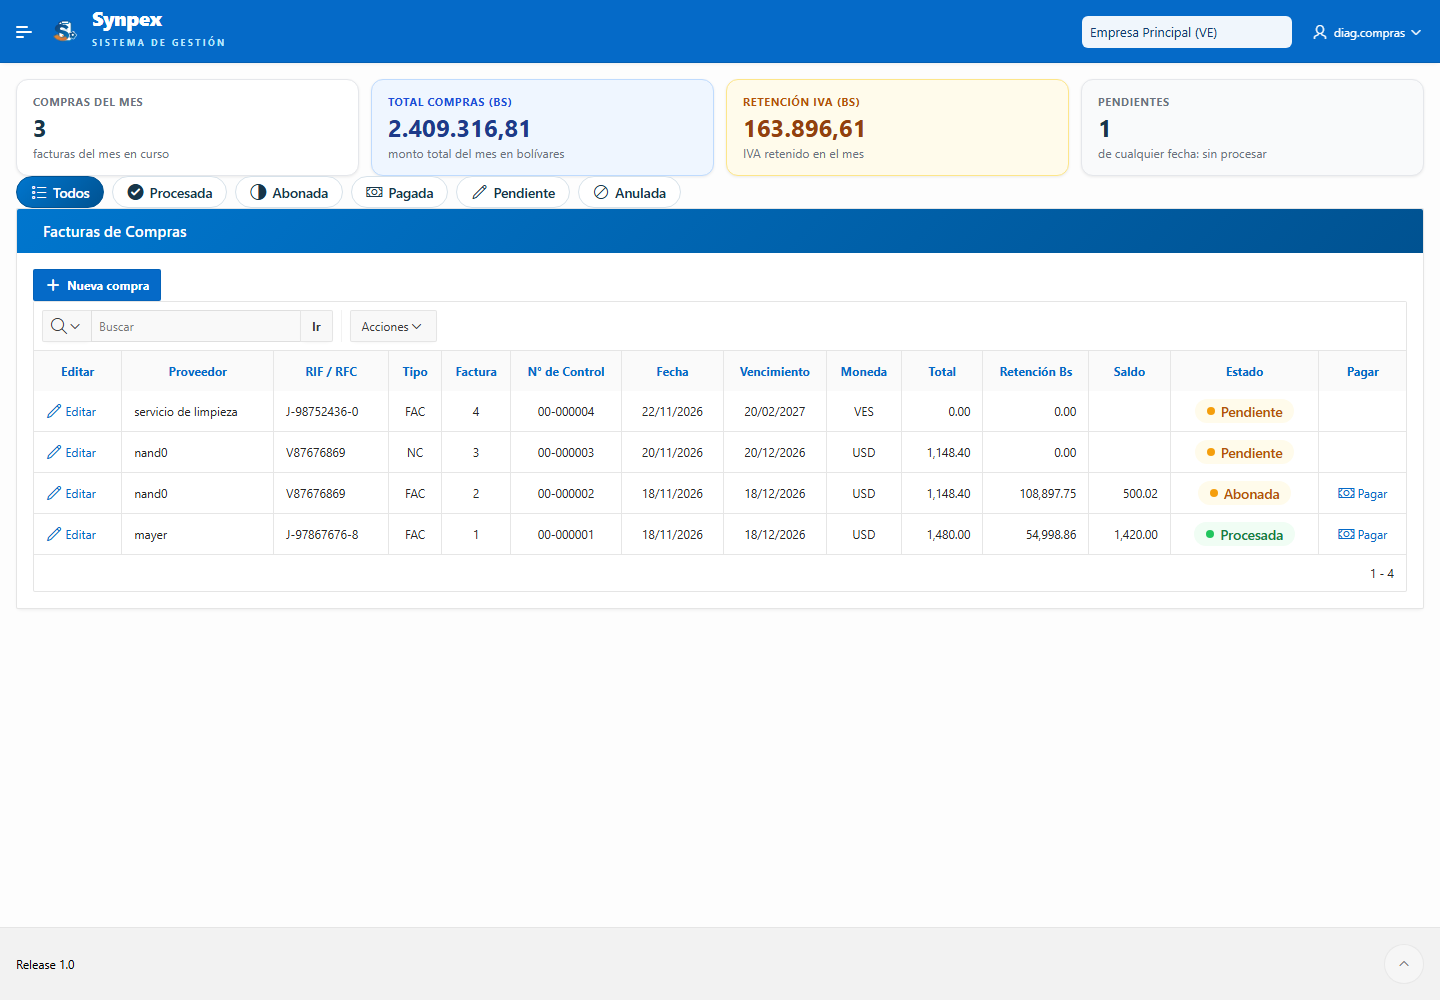 Synpex
SISTEMA DE GESTIÓN
Empresa Principal (VE)
diag.compras
COMPRAS DEL MES
3
facturas del mes en curso
TOTAL COMPRAS (BS)
2.409.316,81
monto total del mes en bolívares
RETENCIÓN IVA (BS)
163.896,61
IVA retenido en el mes
PENDIENTES
1
de cualquier fecha: sin procesar
Todos
Procesada
Abonada
Pagada
Pendiente
Anulada
Facturas de Compras
Nueva compra
Buscar
Ir
Acciones
Editar Proveedor RIF / RFC Tipo Factura N° de Control Fecha Vencimiento Moneda Total Retención Bs Saldo Estado Pagar
Editar servicio de limpieza J-98752436-0 FAC 4 00-000004 22/11/2026 20/02/2027 VES 0.00 0.00 Pendiente
Editar nand0 V87676869 NC 3 00-000003 20/11/2026 20/12/2026 USD 1,148.40 0.00 Pendiente
Editar nand0 V87676869 FAC 2 00-000002 18/11/2026 18/12/2026 USD 1,148.40 108,897.75 500.02 Abonada Pagar
Editar mayer J-97867676-8 FAC 1 00-000001 18/11/2026 18/12/2026 USD 1,480.00 54,998.86 1,420.00 Procesada Pagar
1 - 4
Release 1.0